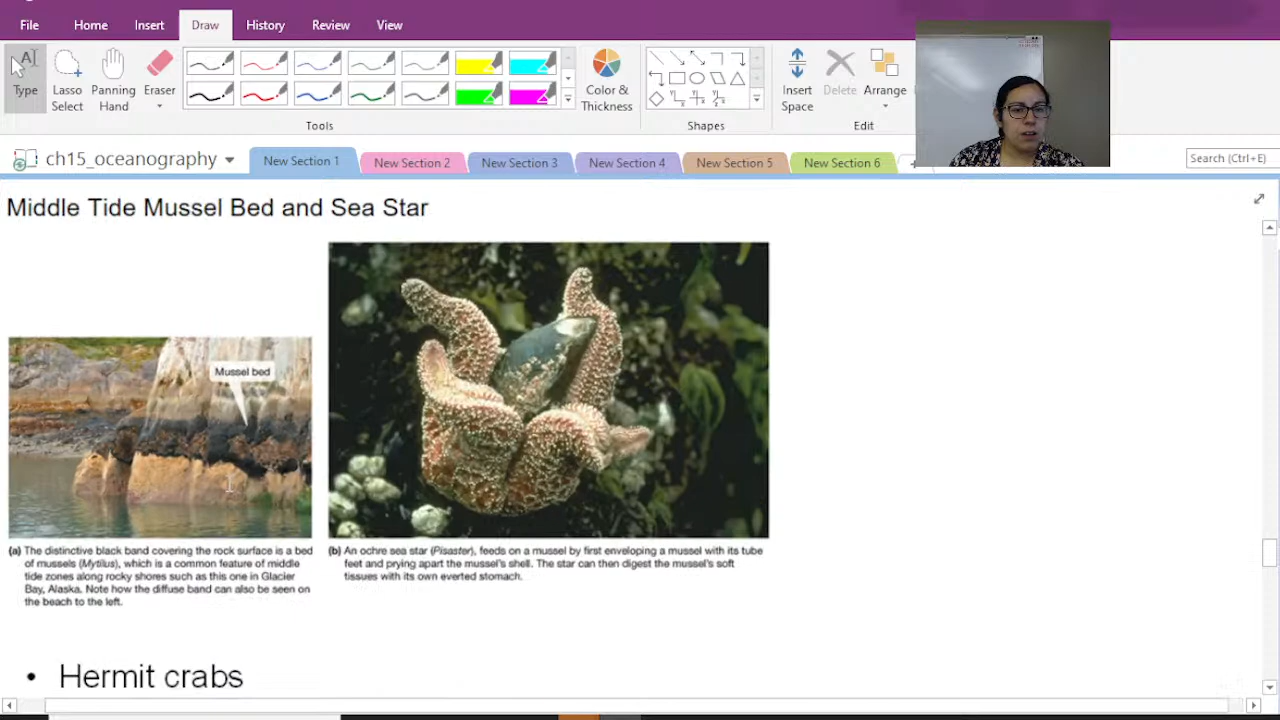 File Home Insert Draw History Review View
Type
Lasso
Select
Panning
Hand
Eraser
Color &
Thickness
Insert
Space
Delete
Arrange
Tools
Shapes
Edit
ch15_oceanography
New Section 1
New Section 2
New Section 3
New Section 4
New Section 5
New Section 6
Search (Ctrl+E)
Middle Tide Mussel Bed and Sea Star
Mussel bed
(a) The distinctive black band covering the rock surface is a bed
of mussels (Mytilus), which is a common feature of middle
tide zones along rocky shores such as this one in Glacier
Bay, Alaska. Note how the diffuse band can also be seen on
the beach to the left.
(b) An ochre sea star (Pisaster), feeds on a mussel by first enveloping a mussel with its tube
feet and prying apart the mussel's shell. The star can then digest the mussel's soft
tissues with its own everted stomach.
• Hermit crabs